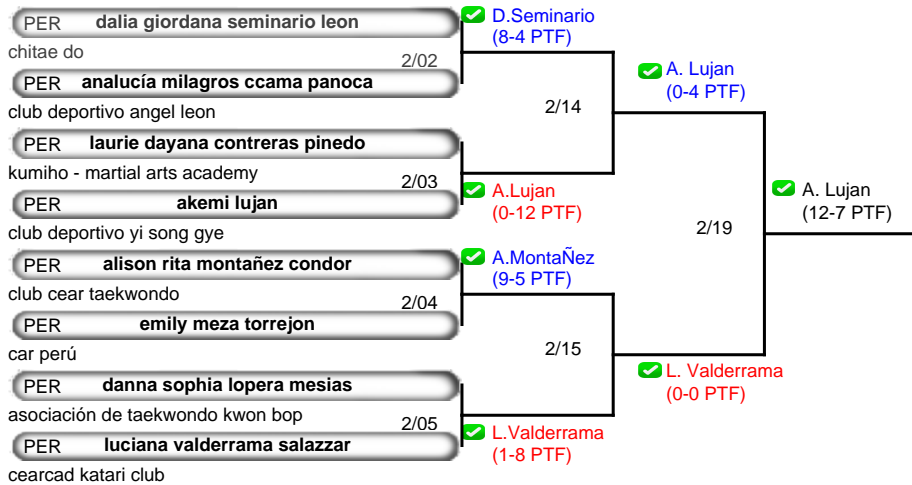 PER dalia giordana seminario leon
chitae do
2/02
PER analucía milagros ccama panoca
club deportivo angel leon
D.Seminario
(8-4 PTF)
2/14
PER laurie dayana contreras pinedo
kumiho - martial arts academy
2/03
PER akemi lujan
club deportivo yi song gye
A.Lujan
(0-12 PTF)
A. Lujan
(0-4 PTF)
2/19
A. Lujan
(12-7 PTF)
PER alison rita montañez condor
club cear taekwondo
2/04
PER emily meza torrejon
car perú
A.MontaÑez
(9-5 PTF)
2/15
PER danna sophia lopera mesias
asociación de taekwondo kwon bop
2/05
PER luciana valderrama salazzar
cearcad katari club
L.Valderrama
(1-8 PTF)
L. Valderrama
(0-0 PTF)